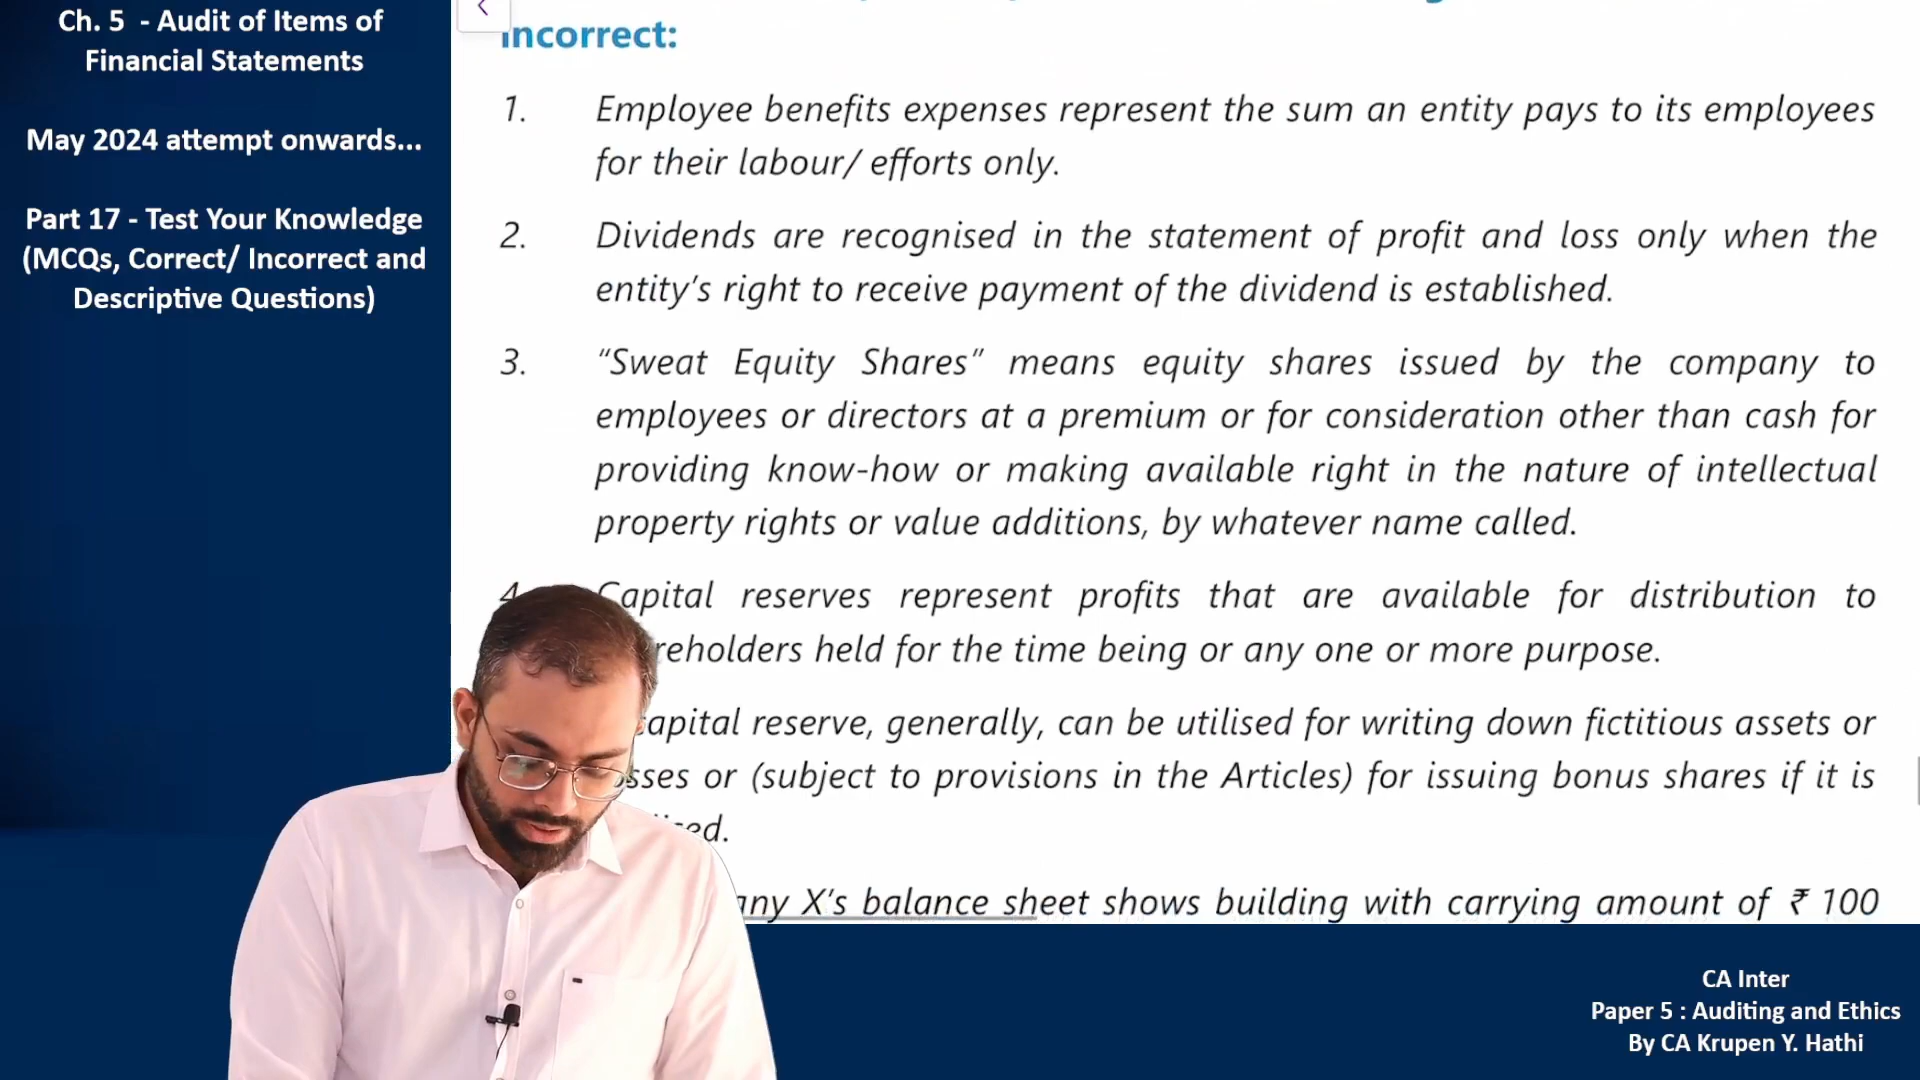 Ch. 5 - Audit of Items of
Financial Statements
May 2024 attempt onwards...
Part 17 - Test Your Knowledge
(MCQs, Correct/ Incorrect and
Descriptive Questions)
incorrect:
1. Employee benefits expenses represent the sum an entity pays to its employees
for their labour/ efforts only.
2. Dividends are recognised in the statement of profit and loss only when the
entity's right to receive payment of the dividend is established.
3. "Sweat Equity Shares" means equity shares issued by the company to
employees or directors at a premium or for consideration other than cash for
providing know-how or making available right in the nature of intellectual
property rights or value additions, by whatever name called.
4. Capital reserves represent profits that are available for distribution to
reholders held for the time being or any one or more purpose.
apital reserve, generally, can be utilised for writing down fictitious assets or
sses or (subject to provisions in the Articles) for issuing bonus shares if it is
ed.
any X's balance sheet shows building with carrying amount of ₹ 100
CA Inter
Paper 5 : Auditing and Ethics
By CA Krupen Y. Hathi